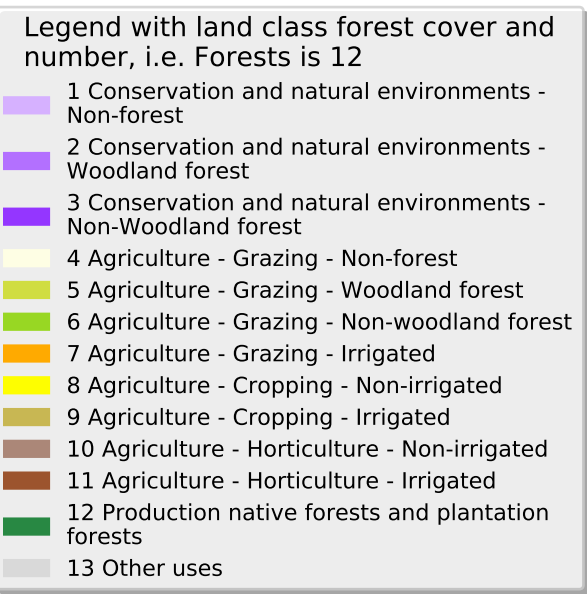 Legend with land class forest cover and
number, i.e. Forests is 12
1 Conservation and natural environments -
Non-forest
2 Conservation and natural environments -
Woodland forest
3 Conservation and natural environments -
Non-Woodland forest
4 Agriculture - Grazing - Non-forest
5 Agriculture - Grazing - Woodland forest
6 Agriculture - Grazing - Non-woodland forest
7 Agriculture - Grazing - Irrigated
8 Agriculture - Cropping - Non-irrigated
9 Agriculture - Cropping - Irrigated
10 Agriculture - Horticulture - Non-irrigated
11 Agriculture - Horticulture - Irrigated
12 Production native forests and plantation
forests
13 Other uses